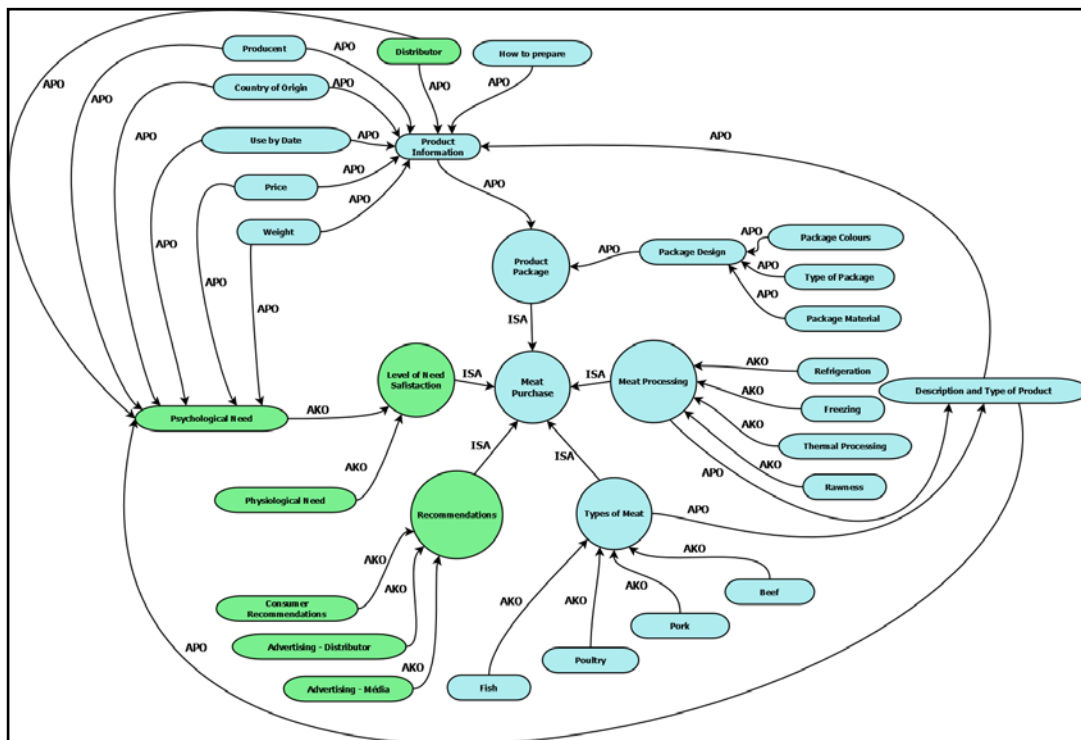 Producent
APO
Distributor
How to prepare
APO
APO
Country of Origin
APO
APO
APO
APO
Use by Date
APO
Product
Information
APO
APO
Price
APO
APO
Weight
APO
APO
APO
APO
APO
Product
Package
APO
Package Design
APO
Package Colours
APO
Type of Package
APO
Package Material
ISA
Level of Need
Safistaction
ISA
Meat
Purchase
ISA
Meat Processing
AKO
Refrigeration
AKO
Freezing
Description and Type of Product
Psychological Need
AKO
AKO
Thermal Processing
AKO
Rawness
ISA
ISA
APO
AKO
Physiological Need
Recommendations
Types of Meat
APO
AKO
AKO
AKO
Beef
Consumer
Recommendations
AKO
AKO
AKO
Pork
Advertising - Distributor
APO
AKO
Poultry
Advertising - Média
Fish